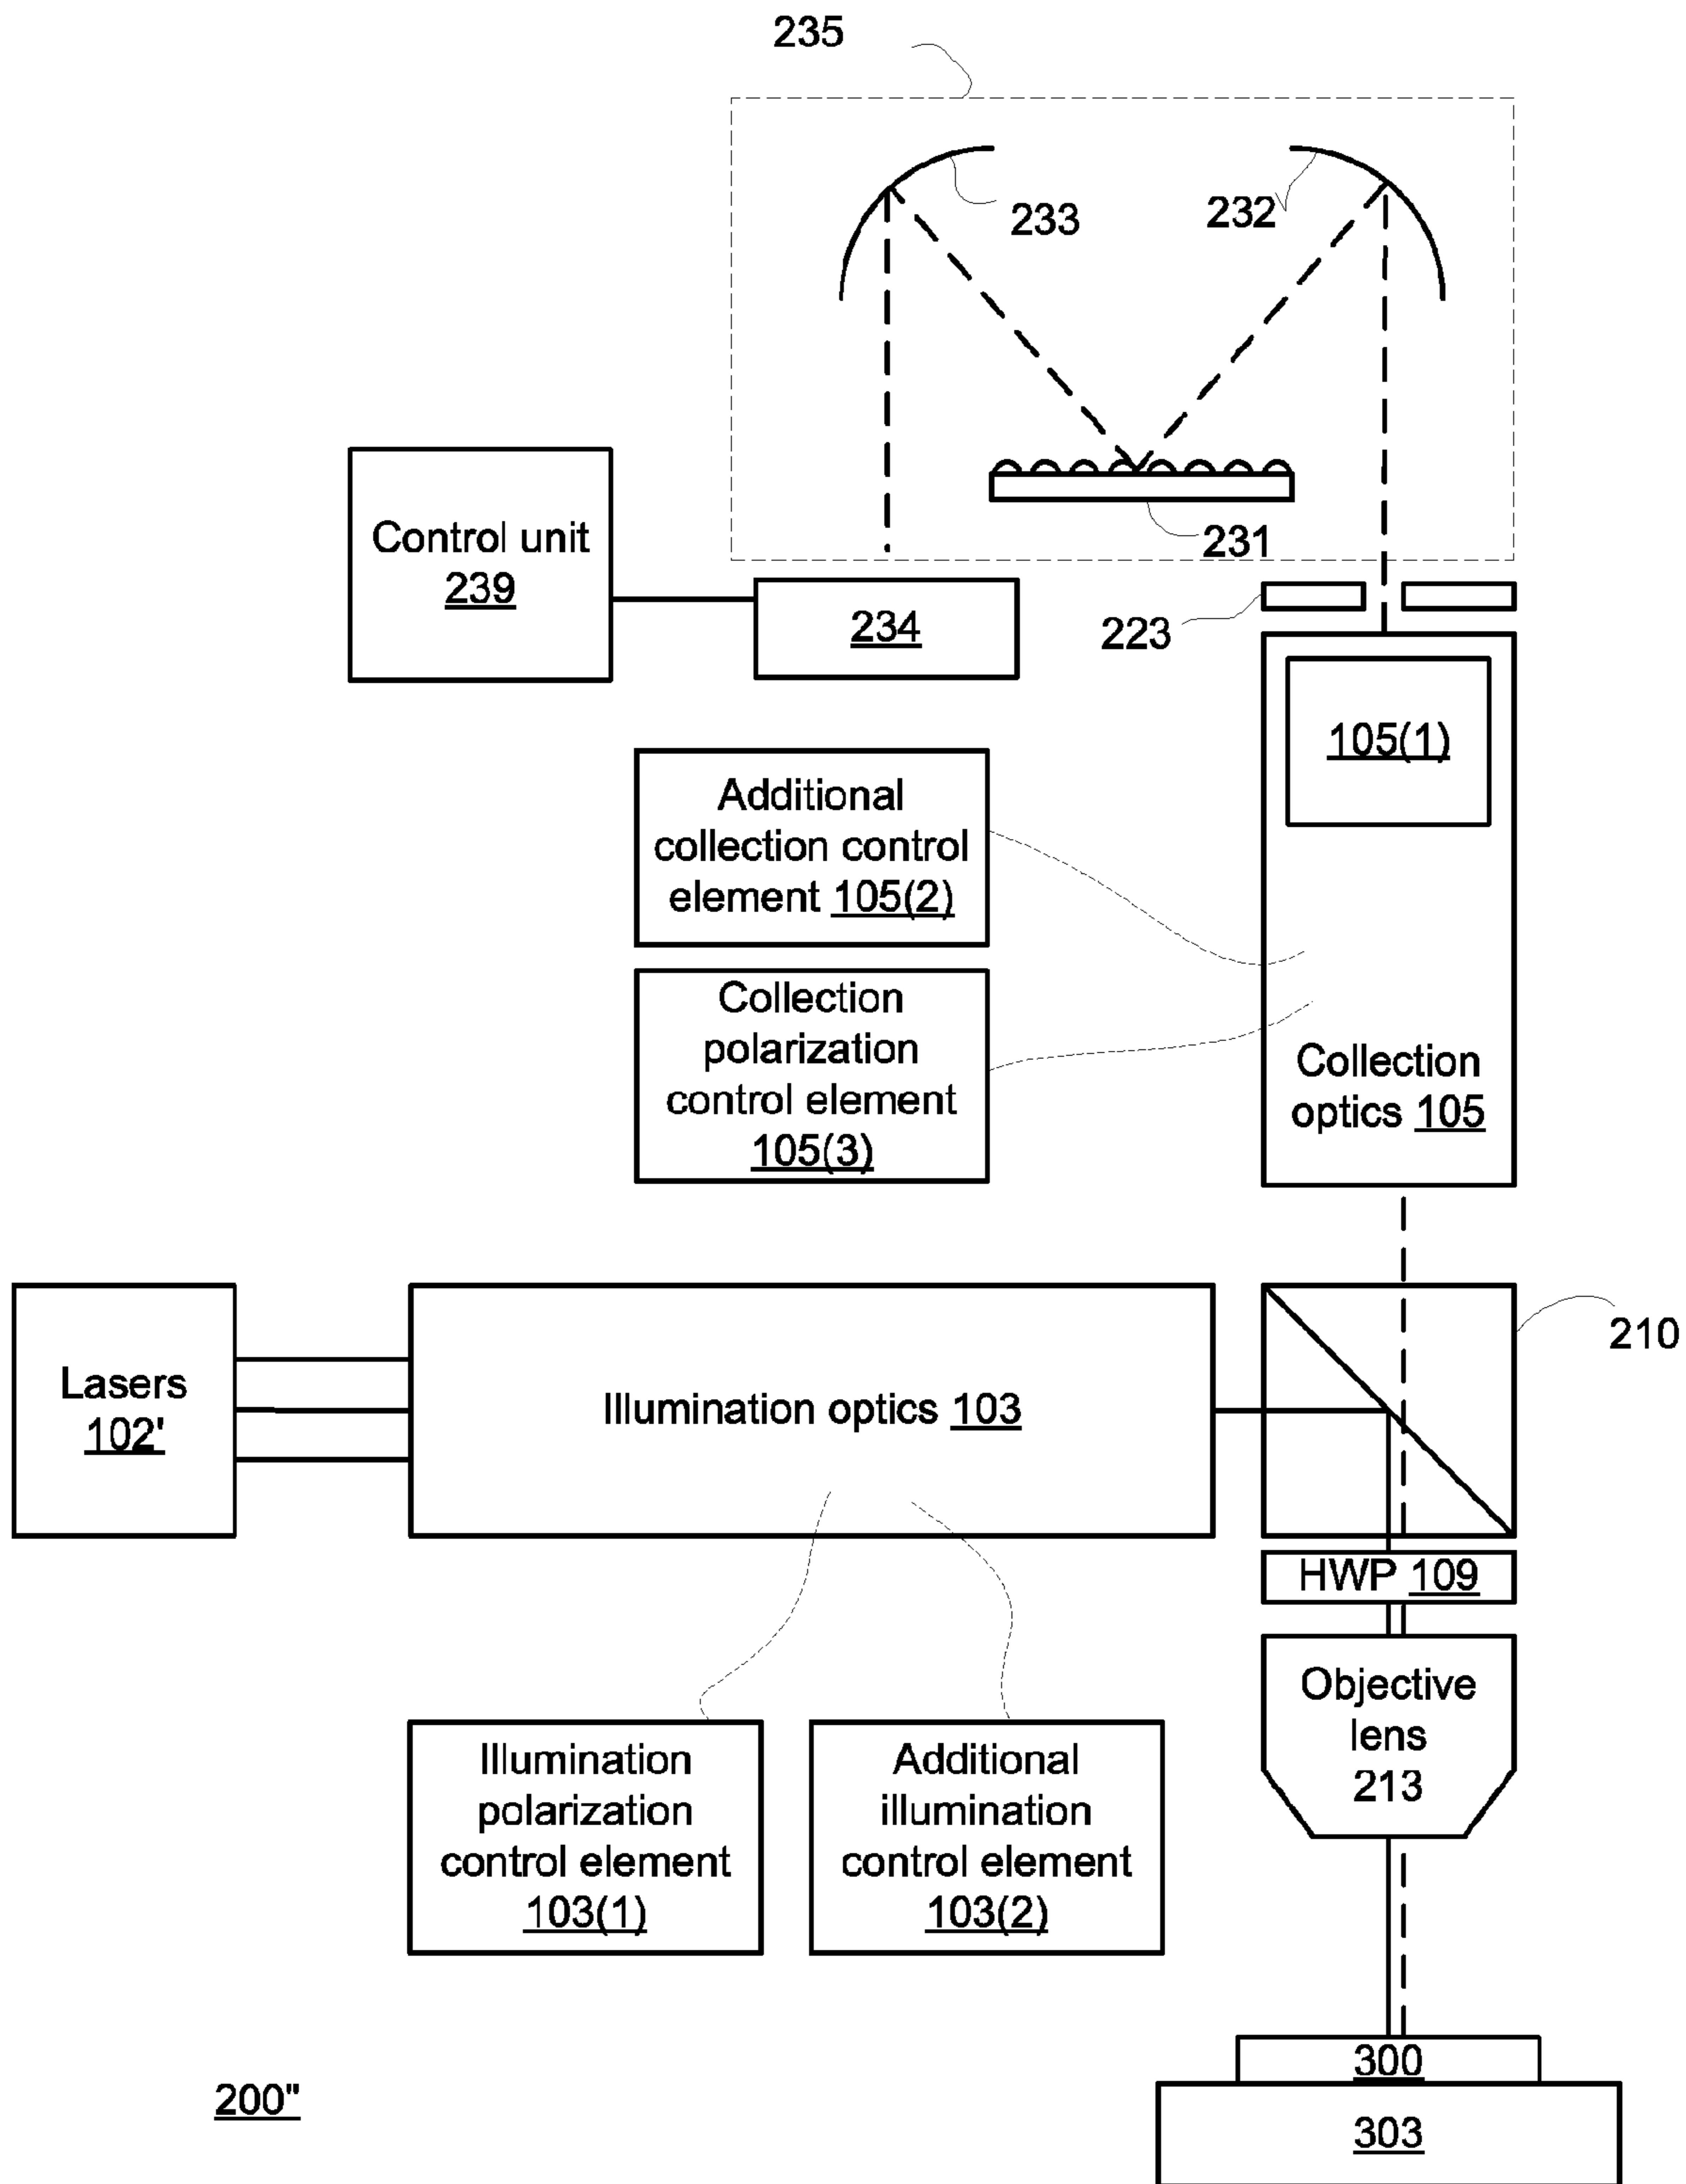 235
233
232
231
Control unit
239
234
223
105(1)
Additional
collection control
element 105(2)
Collection
polarization
control element
105(3)
Collection
optics 105
Lasers
102'
Illumination optics 103
210
HWP 109
Objective
lens
213
Illumination
polarization
control element
103(1)
Additional
illumination
control element
103(2)
300
303
200"